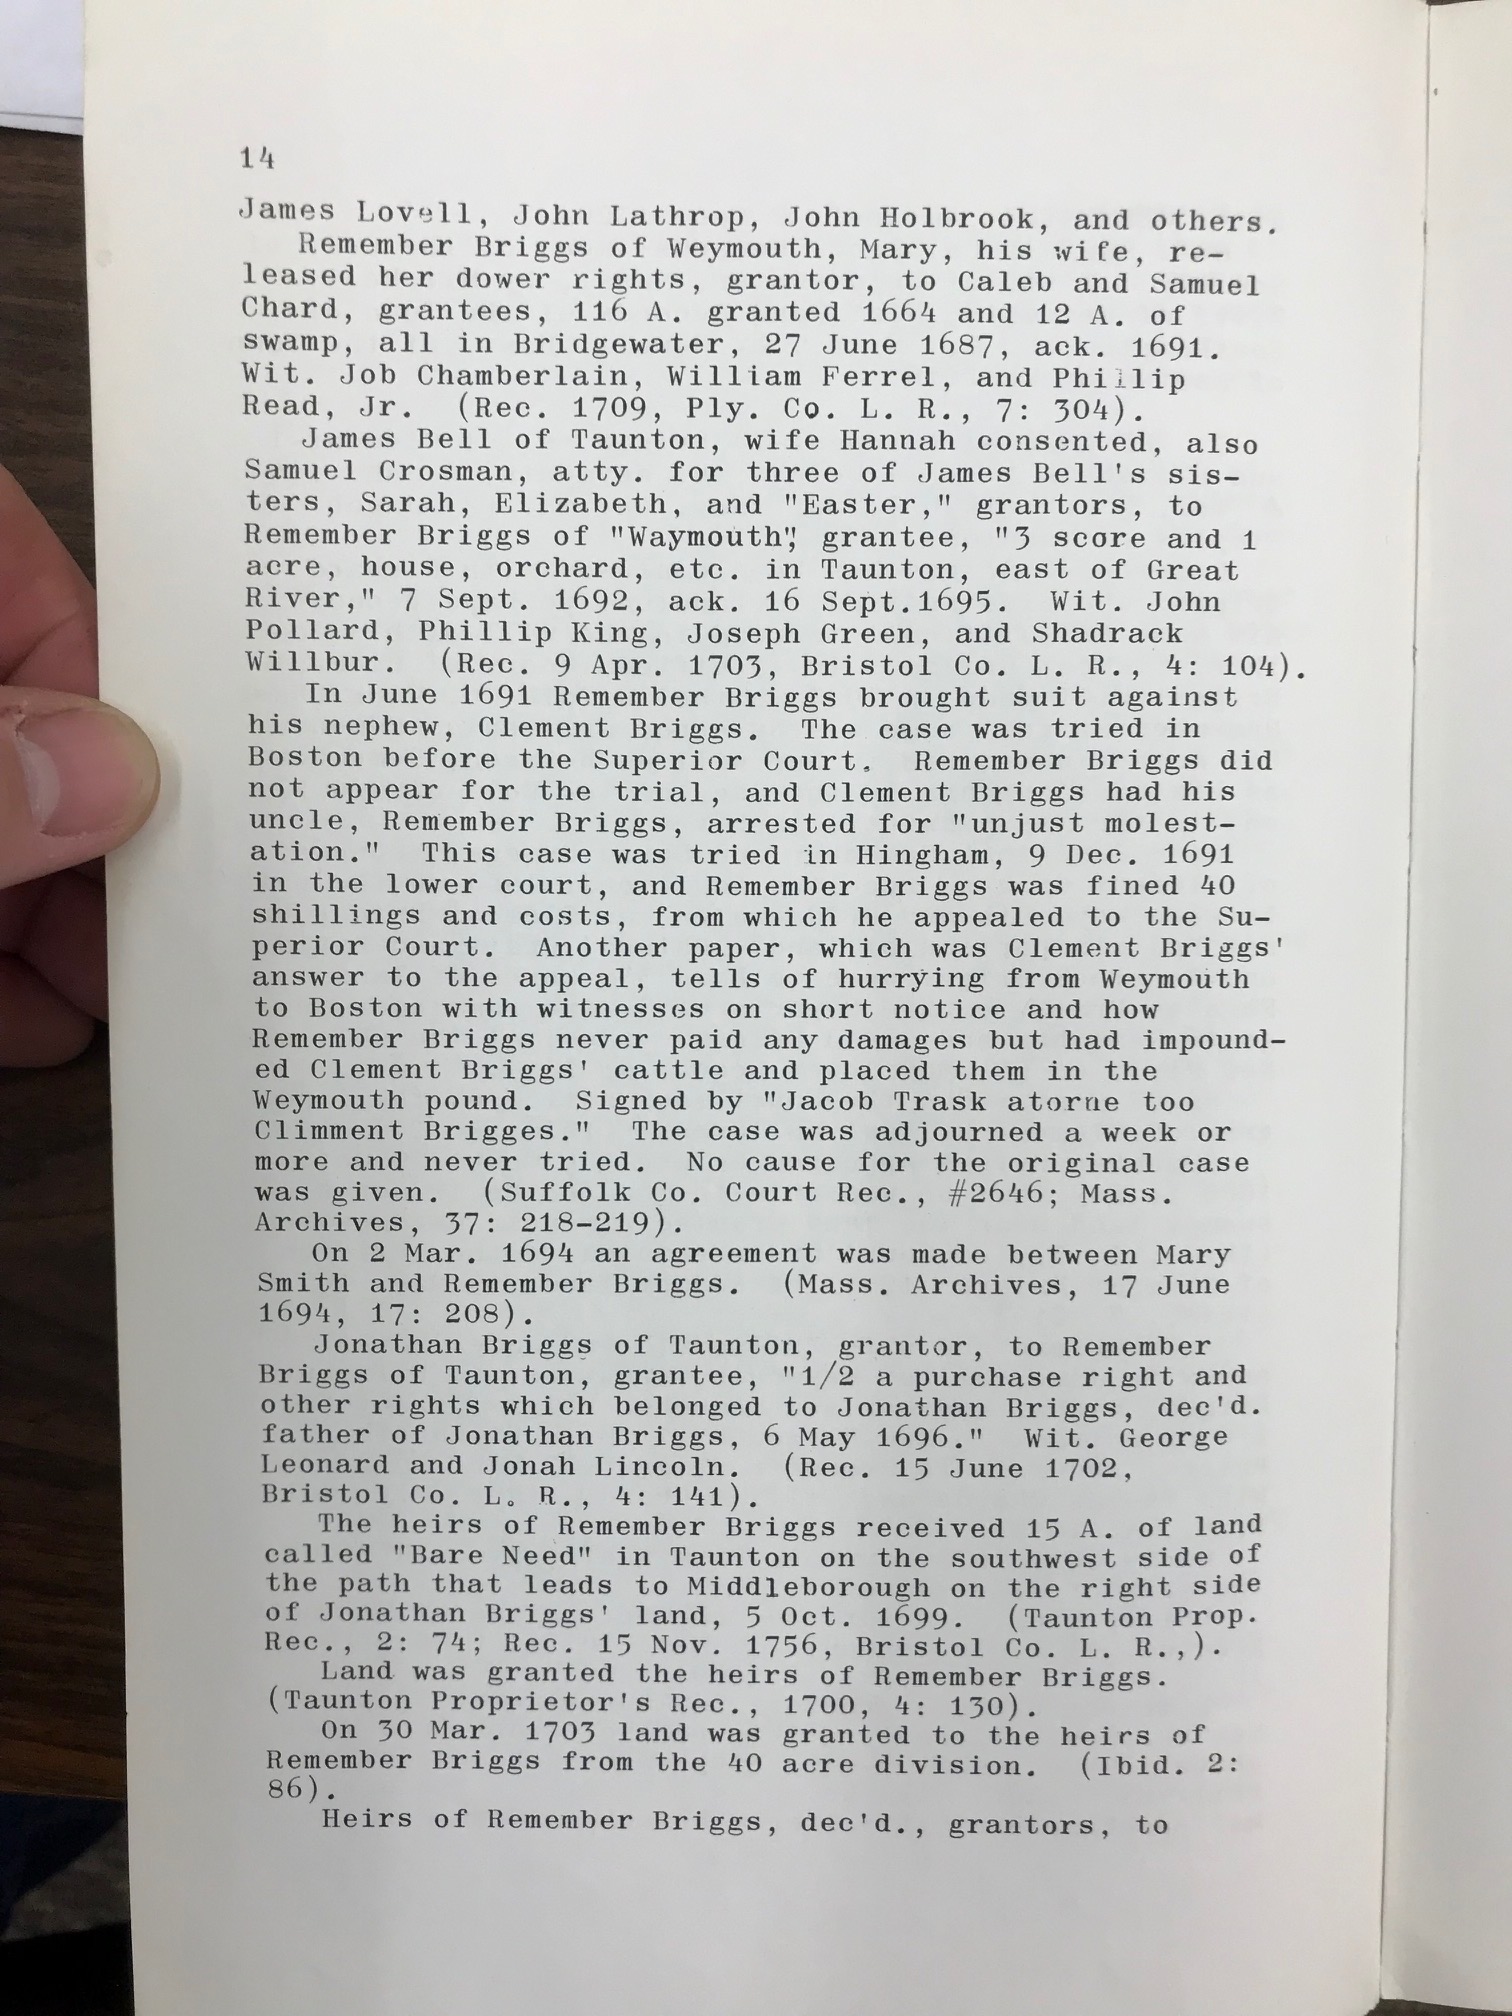 14
James Lovell, John Lathrop, John Holbrook, and others.
Remember Briggs of Weymouth, Mary, his wife, re-
leased her dower rights, grantor, to Caleb and Samuel
Chard, grantees, 116 A. granted 1664 and 12 A. of
swamp, all in Bridgewater, 27 June 1687, ack. 1691.
Wit. Job Chamberlain, William Ferrel, and Phillip
Read, Jr. (Rec. 1709, Ply. Co. L. R., 7: 304).
James Bell of Taunton, wife Hannah consented, also
Samuel Crosman, atty. for three of James Bell's sis-
ters, Sarah, Elizabeth, and "Easter," grantors, to
Remember Briggs of "Waymouth", grantee, "3 score and 1
acre, house, orchard, etc. in Taunton, east of Great
River," 7 Sept. 1692, ack. 16 Sept.1695. Wit. John
Pollard, Phillip King, Joseph Green, and Shadrack
Willbur. (Rec. 9 Apr. 1703, Bristol Co. L. R., 4: 104).
In June 1691 Remember Briggs brought suit against
his nephew, Clement Briggs. The case was tried in
Boston before the Superior Court. Remember Briggs did
not appear for the trial, and Clement Briggs had his
uncle, Remember Briggs, arrested for "unjust molest-
ation." This case was tried in Hingham, 9 Dec. 1691
in the lower court, and Remember Briggs was fined 40
shillings and costs, from which he appealed to the Su-
perior Court. Another paper, which was Clement Briggs'
answer to the appeal, tells of hurrying from Weymouth
to Boston with witnesses on short notice and how
Remember Briggs never paid any damages but had impound-
ed Clement Briggs' cattle and placed them in the
Weymouth pound. Signed by "Jacob Trask atorne too
Climment Brigges." The case was adjourned a week or
more and never tried. No cause for the original case
was given. (Suffolk Co. Court Rec., #2646; Mass.
Archives, 37: 218-219).
On 2 Mar. 1694 an agreement was made between Mary
Smith and Remember Briggs. (Mass. Archives, 17 June
1694, 17: 208).
Jonathan Briggs of Taunton, grantor, to Remember
Briggs of Taunton, grantee, "1/2 a purchase right and
other rights which belonged to Jonathan Briggs, dec'd.
father of Jonathan Briggs, 6 May 1696." Wit. George
Leonard and Jonah Lincoln. (Rec. 15 June 1702,
Bristol Co. L. R., 4: 141).
The heirs of Remember Briggs received 15 A. of land
called "Bare Need" in Taunton on the southwest side of
the path that leads to Middleborough on the right side
of Jonathan Briggs' land, 5 Oct. 1699. (Taunton Prop.
Rec., 2: 74; Rec. 15 Nov. 1756, Bristol Co. L. R.,).
Land was granted the heirs of Remember Briggs.
(Taunton Proprietor's Rec., 1700, 4: 130).
On 30 Mar. 1703 land was granted to the heirs of
Remember Briggs from the 40 acre division. (Ibid. 2:
86).
Heirs of Remember Briggs, dec'd., grantors, to